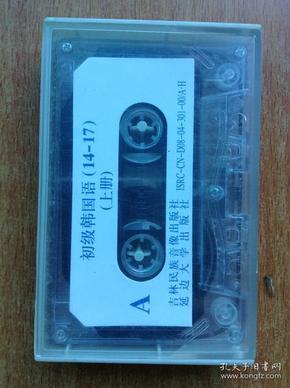 初级韩国语(14-17)
(上册)
A
吉林民族音像出版社
延边大学出版社
ISRC-CN-D08-04-301-00/A·H
孔夫子旧书网